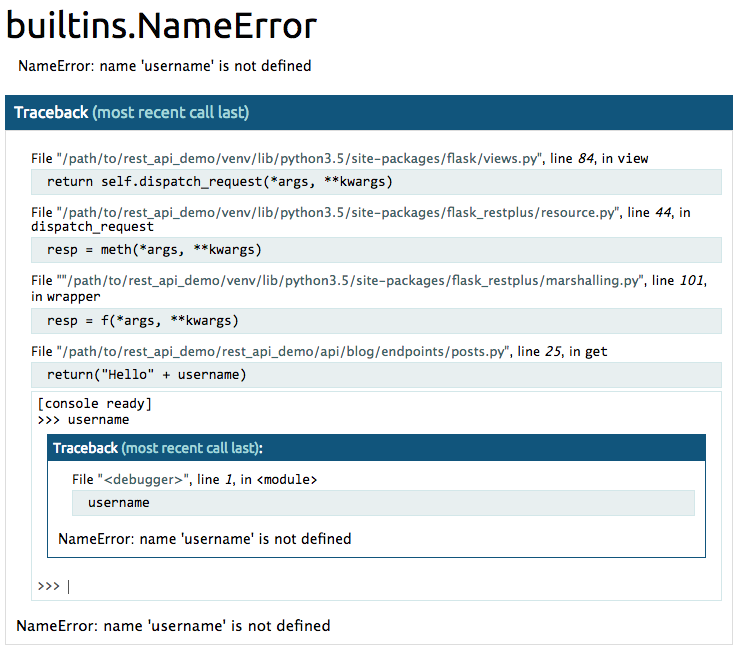 builtins.NameError
NameError: name 'username' is not defined
Traceback (most recent call last)
File "/path/to/rest_api_demo/venv/lib/python3.5/site-packages/flask/views.py", line 84, in view
return self.dispatch_request(*args, **kwargs)
File "/path/to/rest_api_demo/venv/lib/python3.5/site-packages/flask_restplus/resource.py", line 44, in
dispatch_request
resp = meth(*args, **kwargs)
File ""/path/to/rest_api_demo/venv/lib/python3.5/site-packages/flask_restplus/marshalling.py", line 101,
in wrapper
resp = f(*args, **kwargs)
File "/path/to/rest_api_demo/rest_api_demo/api/blog/endpoints/posts.py", line 25, in get
return("Hello" + username)
[console ready]
>>> username
Traceback (most recent call last):
File "<debugger>", line 1, in <module>
username
NameError: name 'username' is not defined
>>> |
NameError: name 'username' is not defined